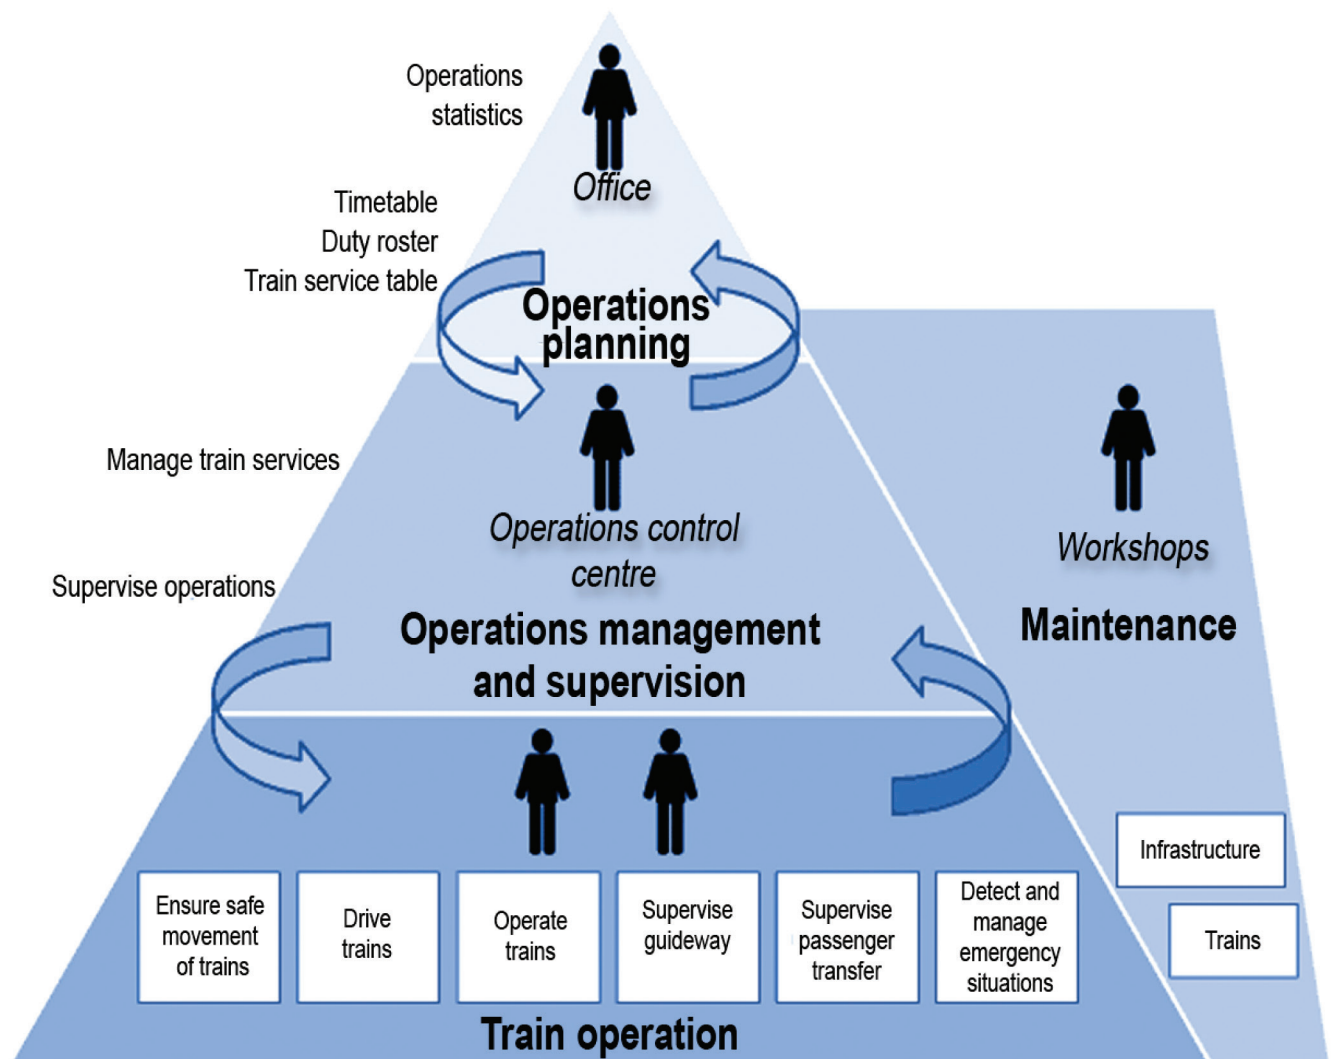 Operations
statistics
Office
Timetable
Duty roster
Train service table
Operations
planning
Manage train services
Operations control
centre
Supervise operations
Operations management
and supervision
Workshops
Maintenance
Infrastructure
Trains
Ensure safe
movement
of trains
Drive
trains
Operate
trains
Supervise
guideway
Supervise
passenger
transfer
Detect and
manage
emergency
situations
Train operation